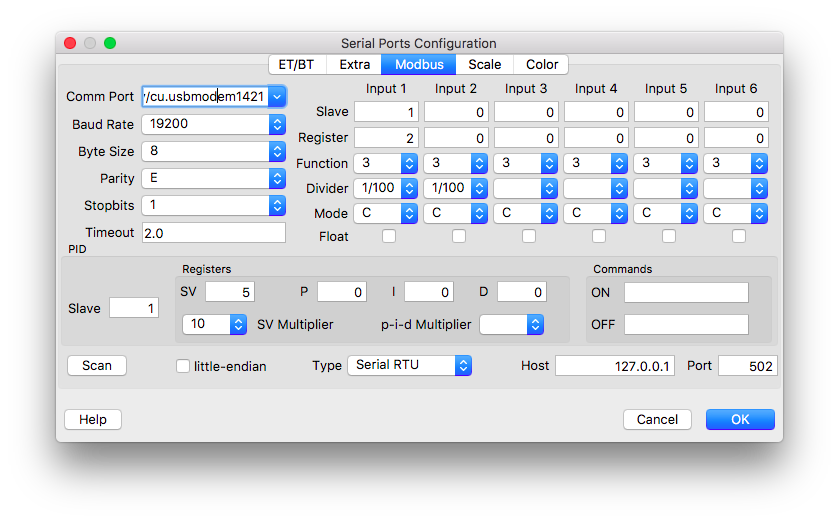 Serial Ports Configuration
ET/BT Extra Modbus Scale Color
Input 1 Input 2 Input 3 Input 4 Input 5 Input 6
Comm Port /cu.usbmodem1421
Slave 1 0 0 0 0 0
Baud Rate 19200
Register 2 0 0 0 0 0
Byte Size 8
Function 3 3 3 3 3 3
Parity E
Divider 1/100 1/100
Stopbits 1
Mode C C C C C C
Timeout 2.0
Float
PID
Registers
Commands
Slave 1
SV 5 P 0 I 0 D 0
ON
10 SV Multiplier p-i-d Multiplier
OFF
Scan little-endian Type Serial RTU Host 127.0.0.1 Port 502
Help Cancel OK